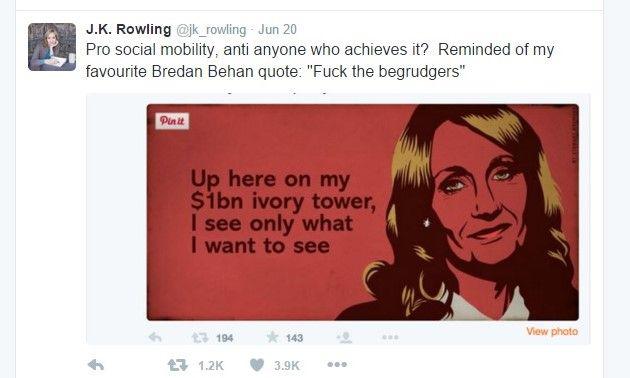 J.K. Rowling @jk_rowling · Jun 20
Pro social mobility, anti anyone who achieves it? Reminded of my
favourite Bredan Behan quote: "Fuck the begrudgers"
Pin it
Up here on my
$1bn ivory tower,
I see only what
I want to see
194 143
View photo
1.2K 3.9K